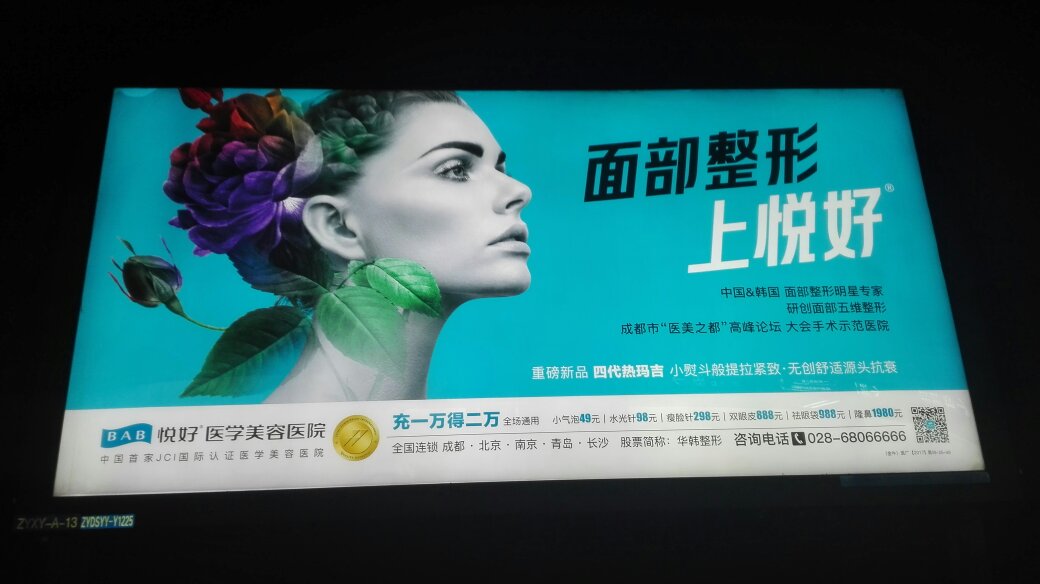 面部整形
上悦好®
中国&韩国 面部整形明星专家
研创面部五维整形
成都市“医美之都”高峰论坛 大会手术示范医院
重磅新品 四代热玛吉 小熨斗般提拉紧致·无创舒适源头抗衰
BAB 悦好® 医学美容医院
中国首家JCI国际认证医学美容医院
充一万得二万 全场通用 小气泡49元 | 水光针98元 | 瘦脸针298元 | 双眼皮888元 | 祛眼袋988元 | 隆鼻1980元
全国连锁 成都·北京·南京·青岛·长沙 股票简称：华韩整形 咨询电话 028-68066666
ZYXY-A-13 ZYDSYY-Y1225